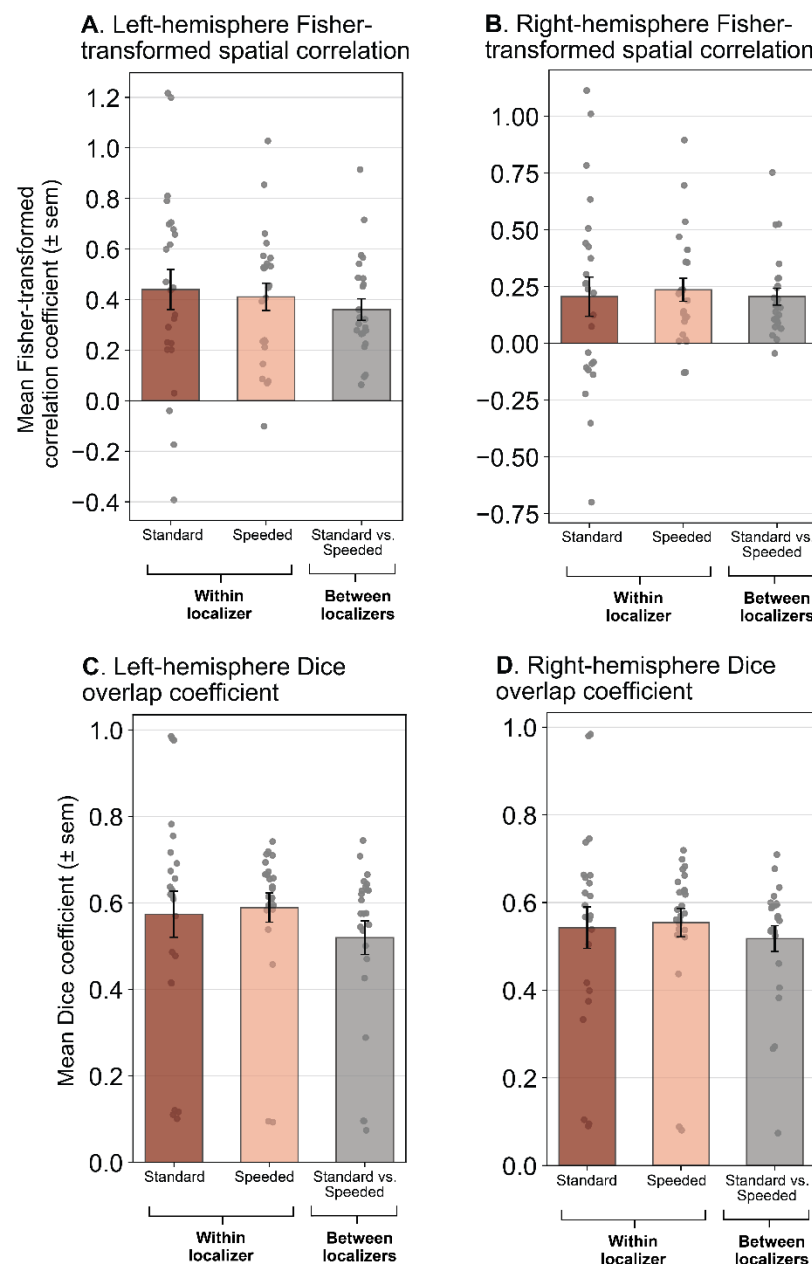 A. Left-hemisphere Fisher-
transformed spatial correlation
Mean Fisher-transformed
correlation coefficient (± sem)
1.2
1.0
0.8
0.6
0.4
0.2
0.0
−0.2
−0.4
Standard
Speeded
Standard vs.
Speeded
Within
localizer
Between
localizers
B. Right-hemisphere Fisher-
transformed spatial correlation
1.00
0.75
0.50
0.25
0.00
−0.25
−0.50
−0.75
Standard
Speeded
Standard vs.
Speeded
Within
localizer
Between
localizers
C. Left-hemisphere Dice
overlap coefficient
Mean Dice coefficient (± sem)
1.0
0.8
0.6
0.4
0.2
0.0
Standard
Speeded
Standard vs.
Speeded
Within
localizer
Between
localizers
D. Right-hemisphere Dice
overlap coefficient
1.0
0.8
0.6
0.4
0.2
0.0
Standard
Speeded
Standard vs.
Speeded
Within
localizer
Between
localizers